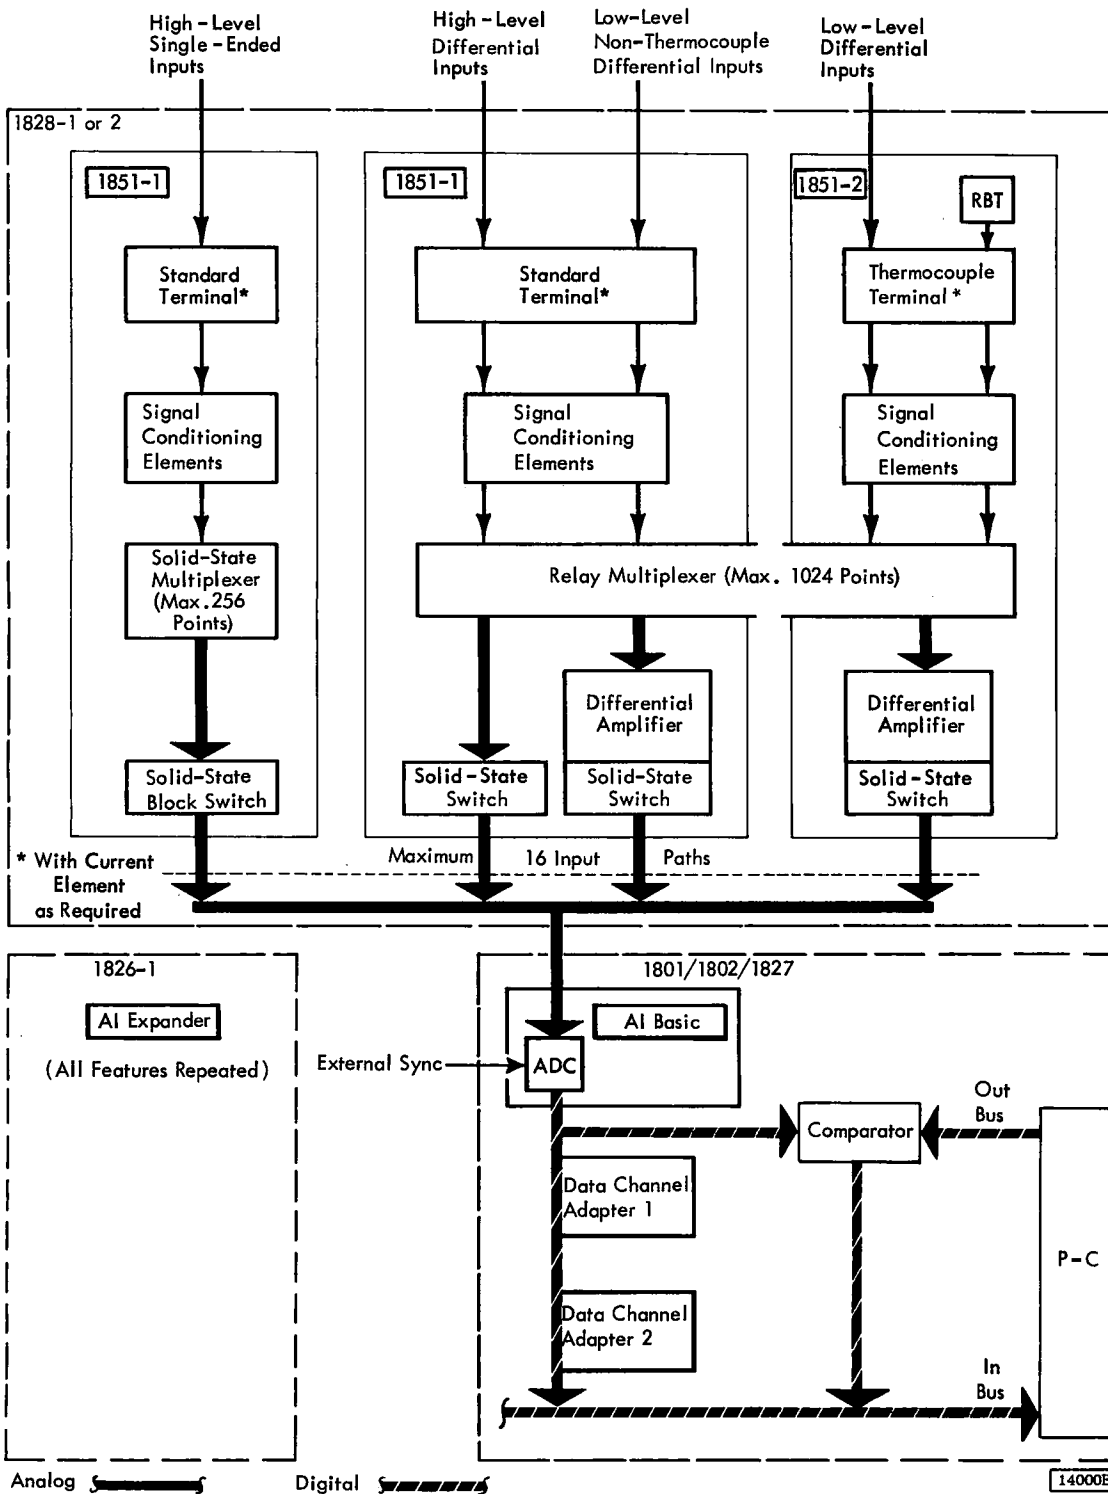 High-Level
Single-Ended
Inputs
High-Level
Differential
Inputs
Low-Level
Non-Thermocouple
Differential Inputs
Low-Level
Differential
Inputs
1828-1 or 2
1851-1
1851-1
1851-2
RBT
Standard
Terminal*
Standard
Terminal*
Thermocouple
Terminal*
Signal
Conditioning
Elements
Signal
Conditioning
Elements
Signal
Conditioning
Elements
Solid-State
Multiplexer
(Max. 256
Points)
Relay Multiplexer (Max. 1024 Points)
Differential
Amplifier
Differential
Amplifier
Solid-State
Block Switch
Solid-State
Switch
Solid-State
Switch
Solid-State
Switch
* With Current
Element
as Required
Maximum 16 Input Paths
1826-1
AI Expander
(All Features Repeated)
1801/1802/1827
AI Basic
External Sync
ADC
Out
Bus
Comparator
Data Channel
Adapter 1
P-C
Data Channel
Adapter 2
In
Bus
Analog
Digital
14000E